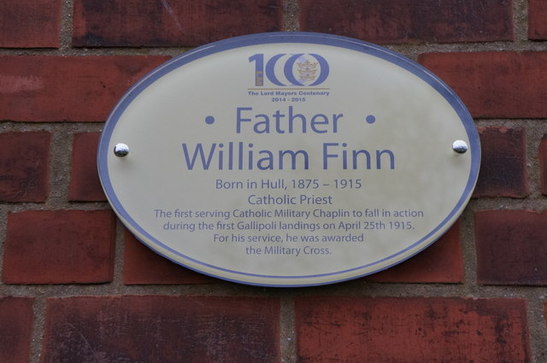 100
The Lord Mayors Centenary
2014 - 2015
• Father •
William Finn
Born in Hull, 1875 – 1915
Catholic Priest
The first serving Catholic Military Chaplin to fall in action
during the first Gallipoli landings on April 25th 1915.
For his service, he was awarded
the Military Cross.